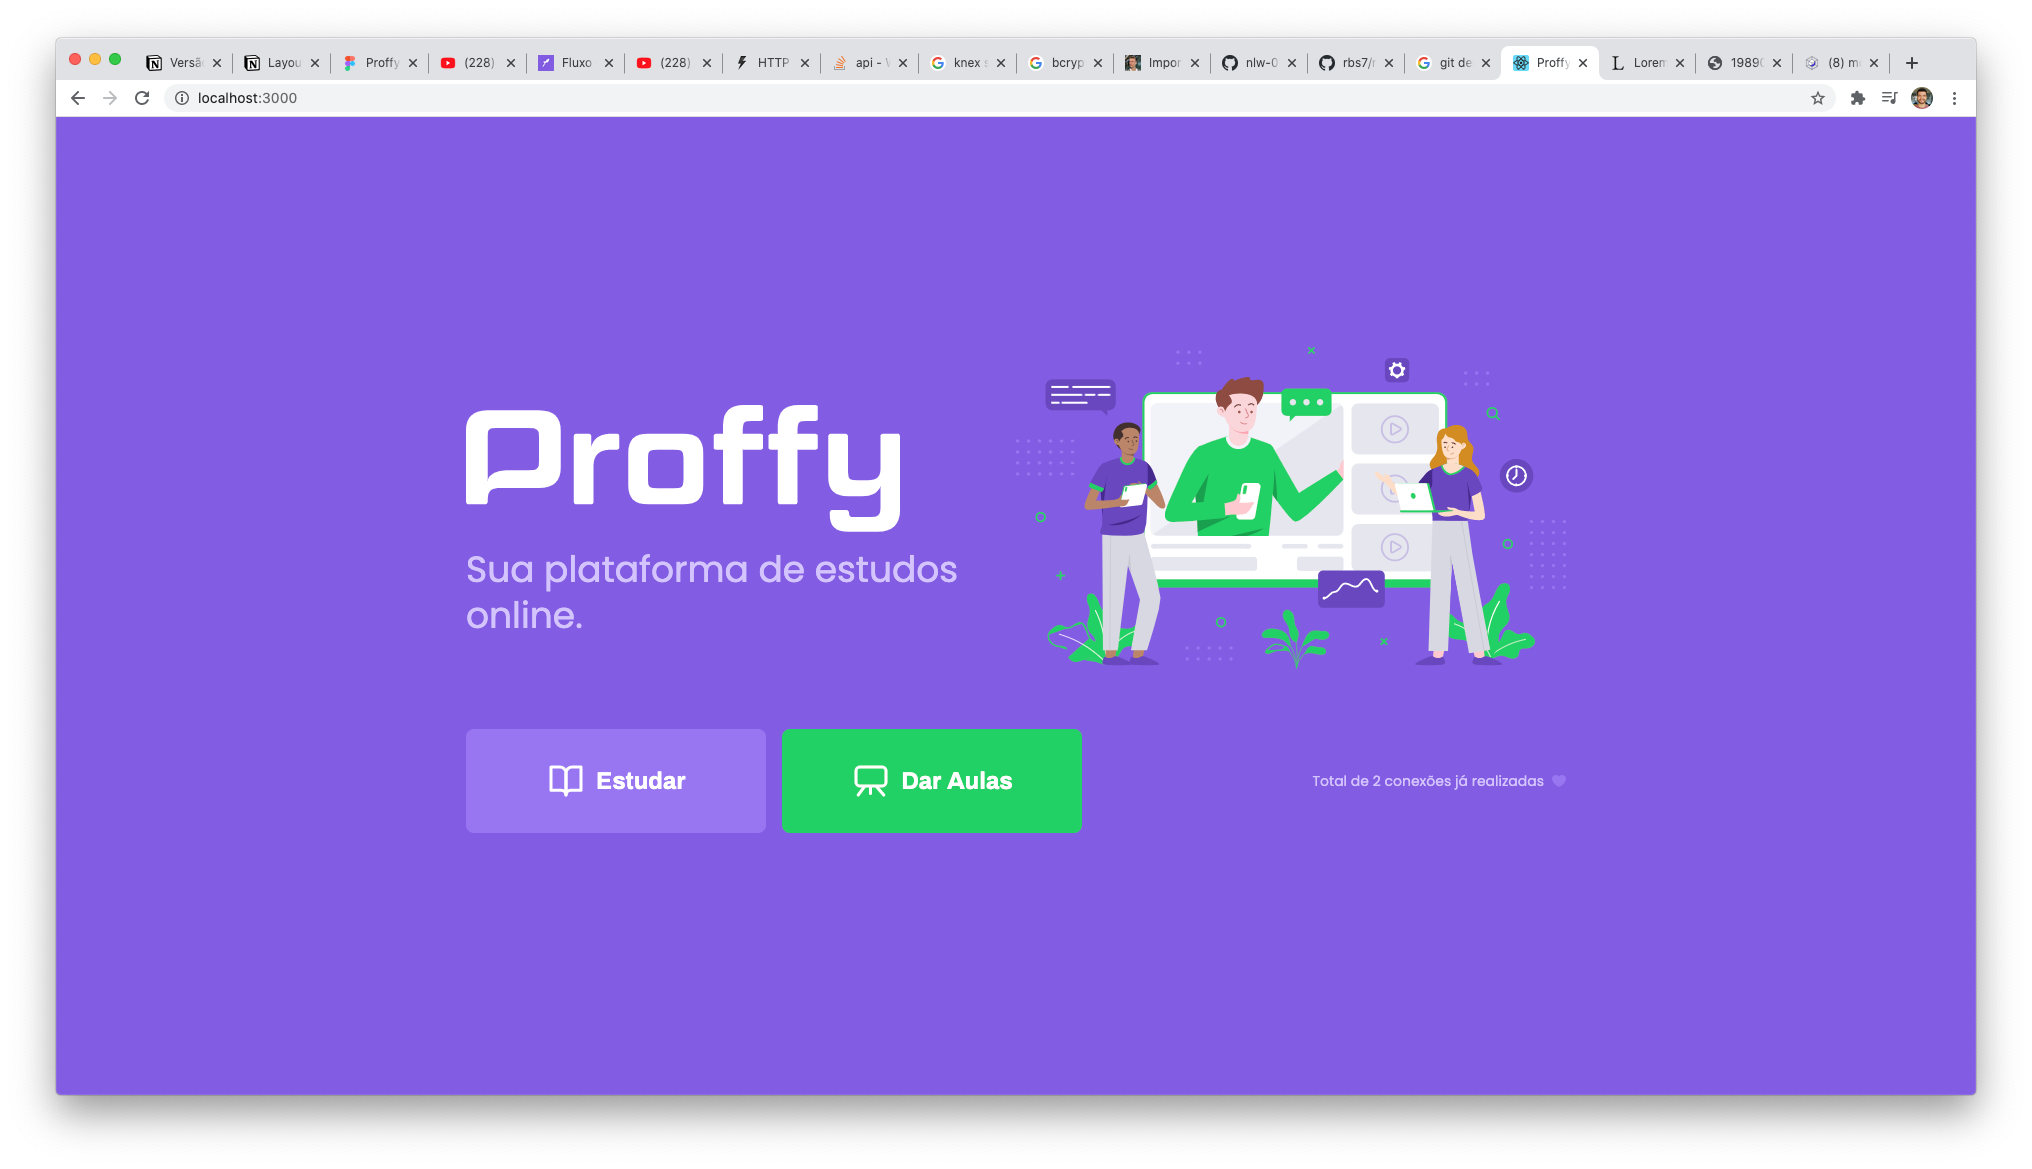 Versã
Layou
Proffy
(228)
Fluxo
(228)
HTTP
api -
knex s
bcryp
Impor
nlw-0
rbs7/
git de
Proffy
Lorem
1989
(8) m
localhost:3000
Proffy
Sua plataforma de estudos
online.
Estudar
Dar Aulas
Total de 2 conexões já realizadas